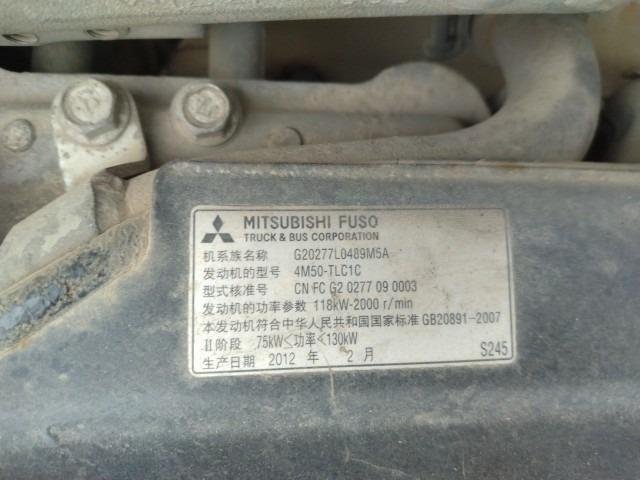 MITSUBISHI FUSO
TRUCK & BUS CORPORATION
机系族名称 G20277L0489M5A
发动机的型号 4M50-TLC1C
型式核准号 CN FC G2 0277 09 0003
发动机的功率参数 118kW-2000 r/min
本发动机符合中华人民共和国国家标准 GB20891-2007
II阶段 75kW<功率<130kW
生产日期 2012 年 2 月 S245